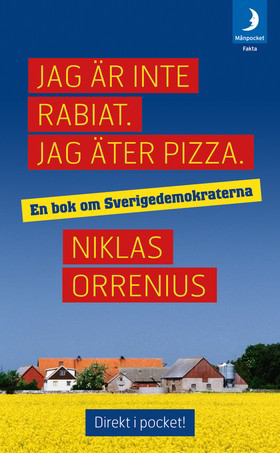 Månpocket
Fakta
JAG ÄR INTE
RABIAT.
JAG ÄTER PIZZA.
En bok om Sverigedemokraterna
NIKLAS
ORRENIUS
Direkt i pocket!